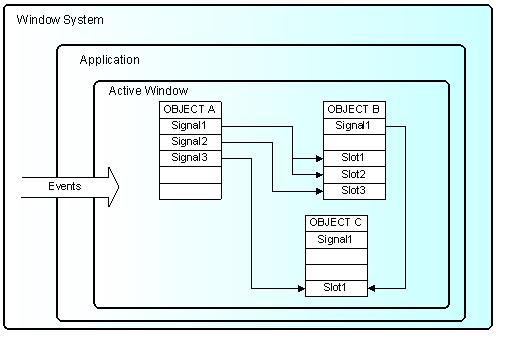 Window System
Application
Active Window
OBJECT A
Signal1
Signal2
Signal3
OBJECT B
Signal1
Slot1
Slot2
Slot3
Events
OBJECT C
Signal1
Slot1